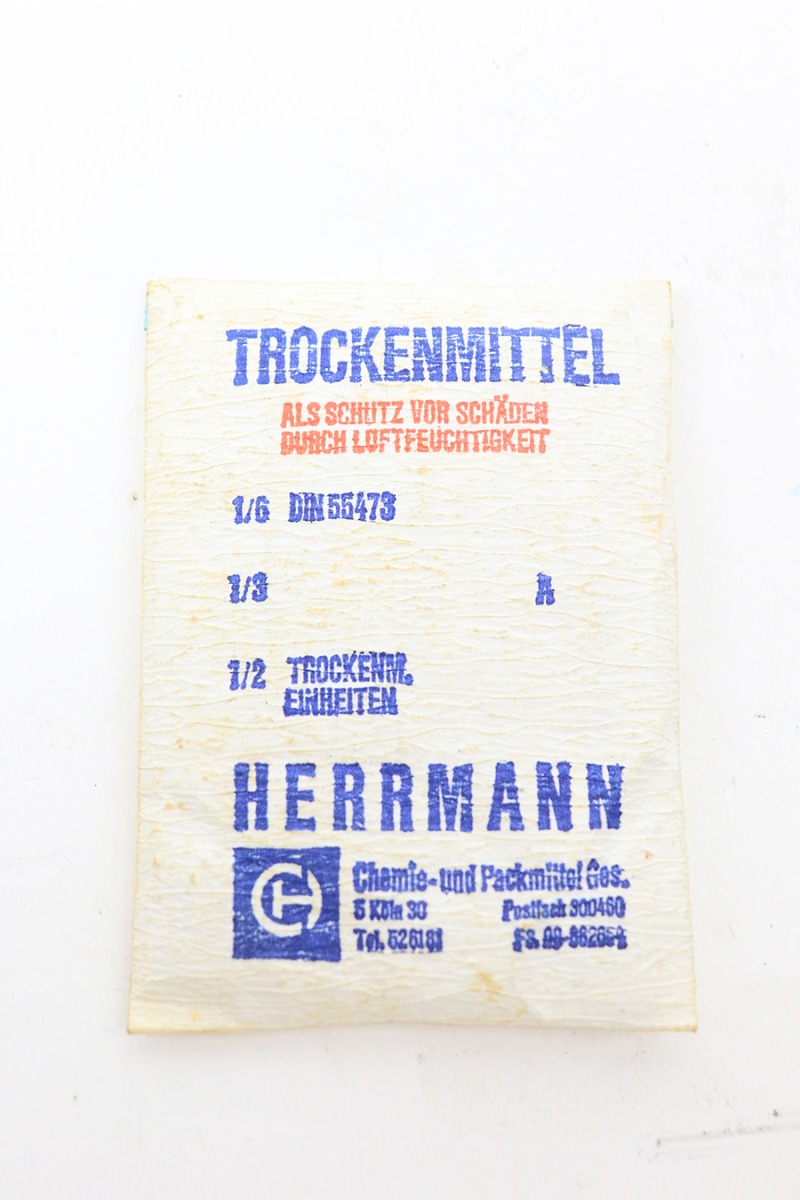 TROCKENMITTEL
ALS SCHUTZ VOR SCHÄDEN
DURCH LUFTFEUCHTIGKEIT
1/6 DIN 55473
1/3 A
1/2 TROCKENM.
EINHEITEN
HERRMANN
Chemie- und Packmittel Ges.
5 Köln 30 Postfach 300460
Tel. 526181 FS.